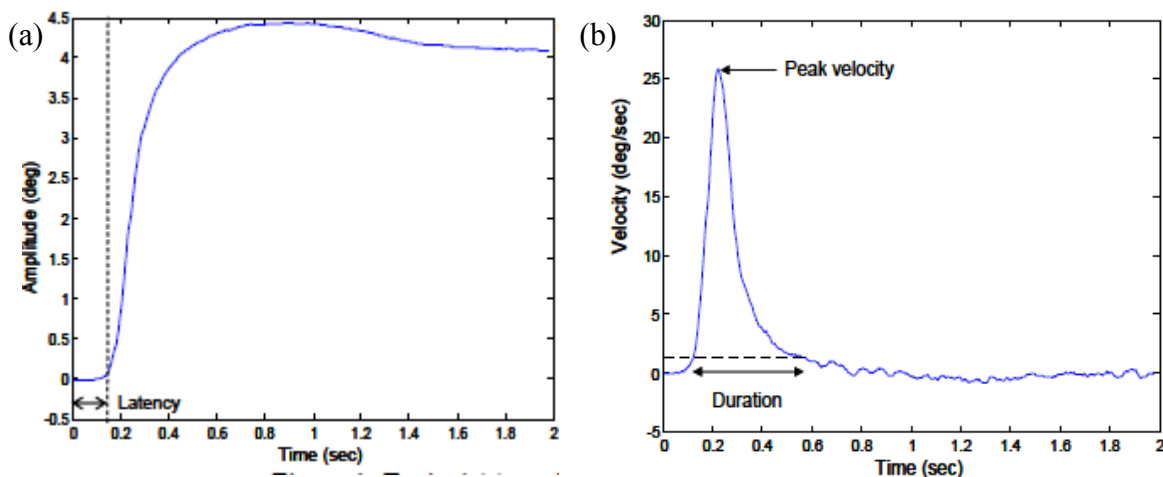 (a)
4.5
4
3.5
3
2.5
2
1.5
1
0.5
0
-0.5
Amplitude (deg)
Latency
0 0.2 0.4 0.6 0.8 1 1.2 1.4 1.6 1.8 2
Time (sec)
(b)
30
25
20
15
10
5
0
-5
Velocity (deg/sec)
Peak velocity
Duration
0 0.2 0.4 0.6 0.8 1 1.2 1.4 1.6 1.8 2
Time (sec)